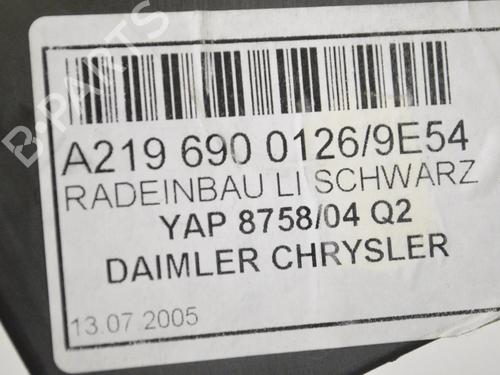 B-PARTS
A219 690 0126/9E54
RADEINBAU LI SCHWARZ
YAP 8758/04 Q2
DAIMLER CHRYSLER
13.07.2005